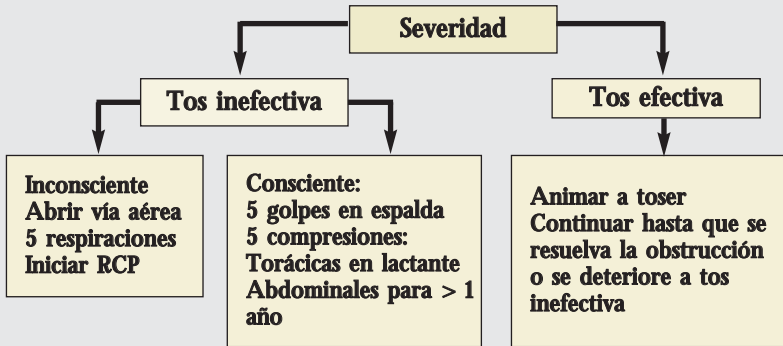 Severidad
Tos inefectiva
Tos efectiva
Inconsciente
Abrir vía aérea
5 respiraciones
Iniciar RCP
Consciente:
5 golpes en espalda
5 compresiones:
Torácicas en lactante
Abdominales para > 1
año
Animar a toser
Continuar hasta que se
resuelva la obstrucción
o se deteriore a tos
inefectiva